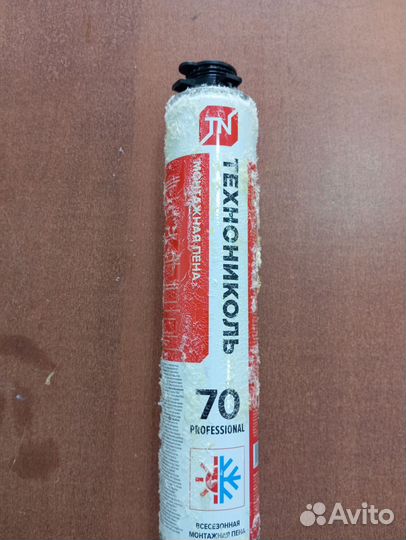 TN
ТЕХНОНИКОЛЬ
МОНТАЖНАЯ ПЕНА
70
PROFESSIONAL
ВСЕСЕЗОННАЯ
МОНТАЖНАЯ ПЕНА
Avito